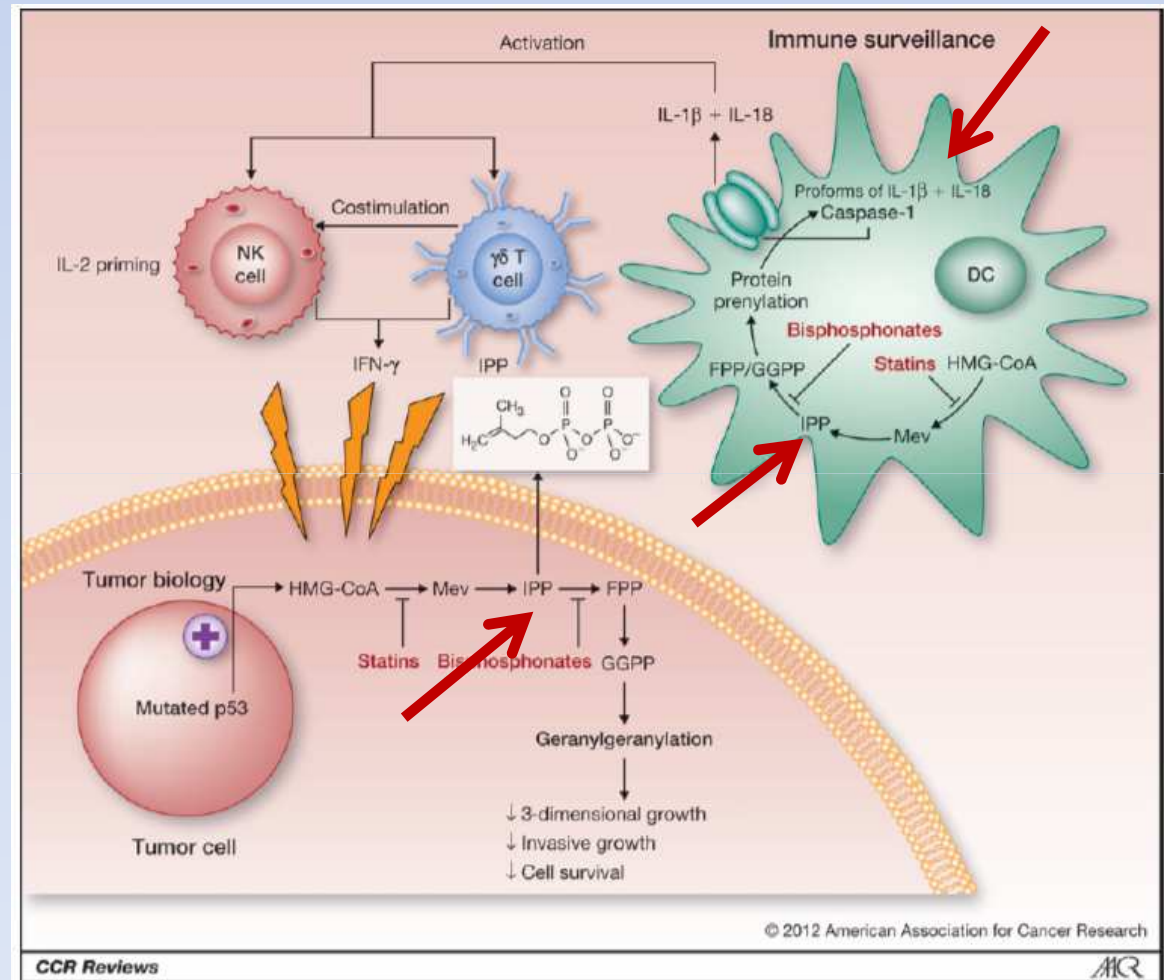 Activation
Immune surveillance
IL-1β + IL-18
Proforms of IL-1β + IL-18
Caspase-1
Costimulation
NK
cell
γδ T
cell
IL-2 priming
DC
Protein
prenylation
Bisphosphonates
FPP/GGPP
Statins HMG-CoA
IFN-γ
IPP
IPP
Mev
CH₃
H₂C
O
O
O
P
O
P
O⁻
O⁻
O⁻
Tumor biology
HMG-CoA
Mev
IPP
FPP
Statins
Bisphosphonates
GGPP
Mutated p53
Geranylgeranylation
↓ 3-dimensional growth
↓ Invasive growth
↓ Cell survival
Tumor cell
© 2012 American Association for Cancer Research
CCR Reviews
AACR